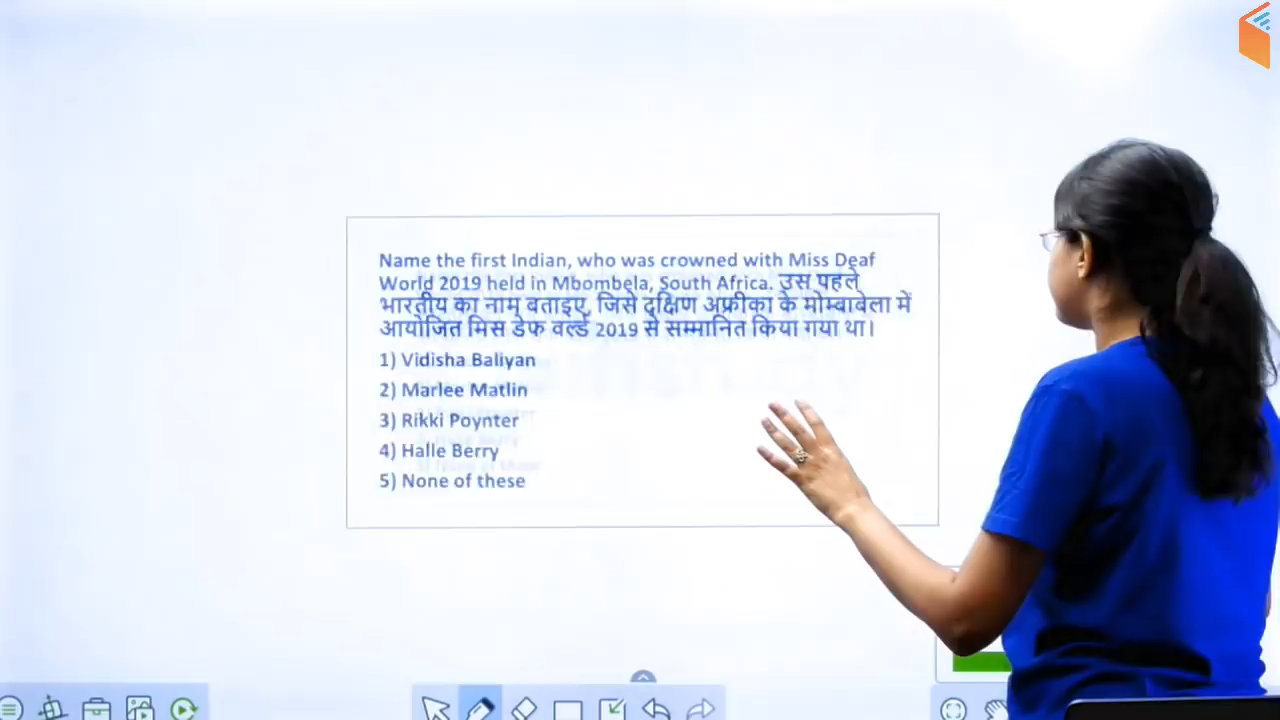 Name the first Indian, who was crowned with Miss Deaf
World 2019 held in Mbombela, South Africa. उस पहले
भारतीय का नाम बताइए, जिसे दक्षिण अफ्रीका के मोम्बाबेला में
आयोजित मिस डेफ वर्ल्ड 2019 से सम्मानित किया गया था।
1) Vidisha Baliyan
2) Marlee Matlin
3) Rikki Poynter
4) Halle Berry
5) None of these